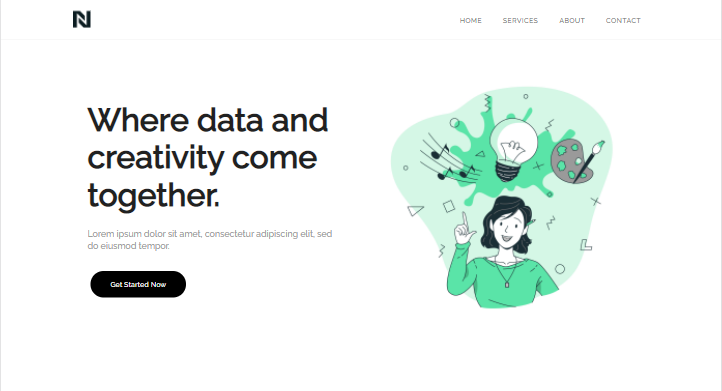 N
HOME SERVICES ABOUT CONTACT
Where data and
creativity come
together.
Lorem ipsum dolor sit amet, consectetur adipiscing elit, sed
do eiusmod tempor.
Get Started Now